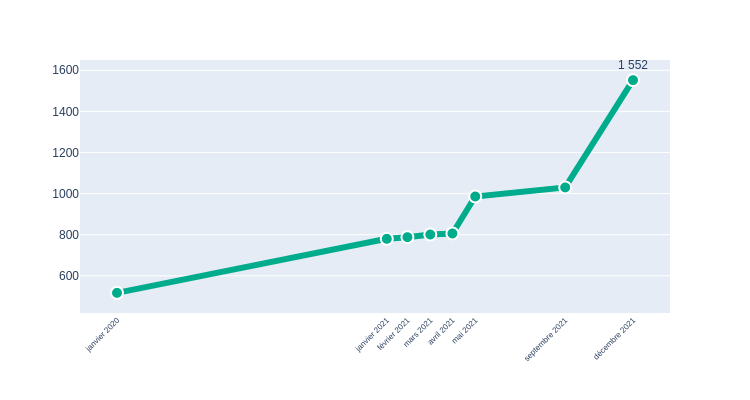 1 552
1600
1400
1200
1000
800
600
janvier 2020
janvier 2021
février 2021
mars 2021
avril 2021
mai 2021
septembre 2021
décembre 2021